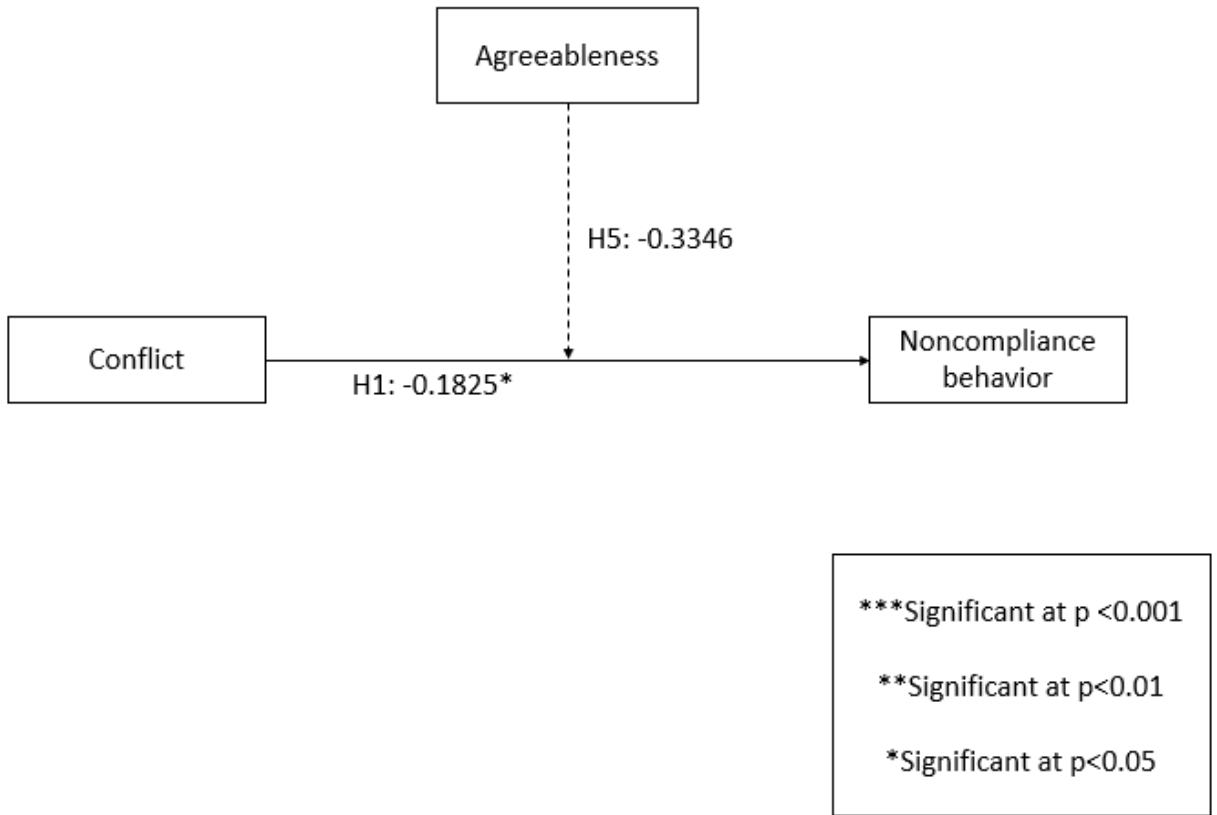 Agreeableness
H5: -0.3346
Conflict
H1: -0.1825*
Noncompliance
behavior
***Significant at p <0.001
**Significant at p<0.01
*Significant at p<0.05